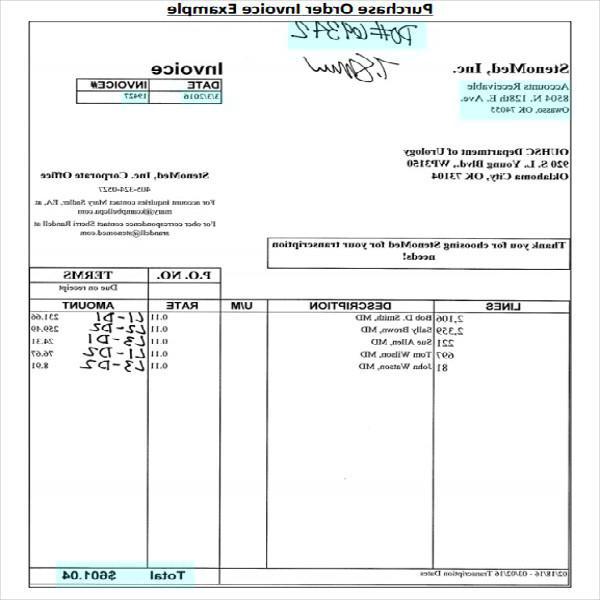 Purchase Order Invoice Example
StenoMed, Inc.
Accounts Receivable
8504 N. 128th E. Ave.
Owasso, OK 74055
Invoice
DATE INVOICE#
3/3/2016 19427
OUHSC Department of Urology
920 S. L. Young Blvd., WP3150
Oklahoma City, OK 73104
StenoMed, Inc. Corporate Office
405-324-0527
For account inquiries contact Mary Sadler, EA, at
mary@kcampbellcpa.com
For oher correspondence contact Sherri Randell at
srandell@stenomed.com
Thank you for choosing StenoMed for your transcription
needs!
P.O. NO. TERMS
Due on receipt
LINES DESCRIPTION U/M RATE AMOUNT
2,106 Bob D. Smith, MD 0.11 L1-D1 231.66
2,359 Sally Brown, MD 0.11 L2-D2 259.49
221 Sue Allen, MD 0.11 L3-D1 24.31
697 Tom Wilson, MD 0.11 L1-D2 76.67
81 John Watson, MD 0.11 L3-D2 8.91
02/18/16 - 03/02/16 Transcription Dates
Total $601.04